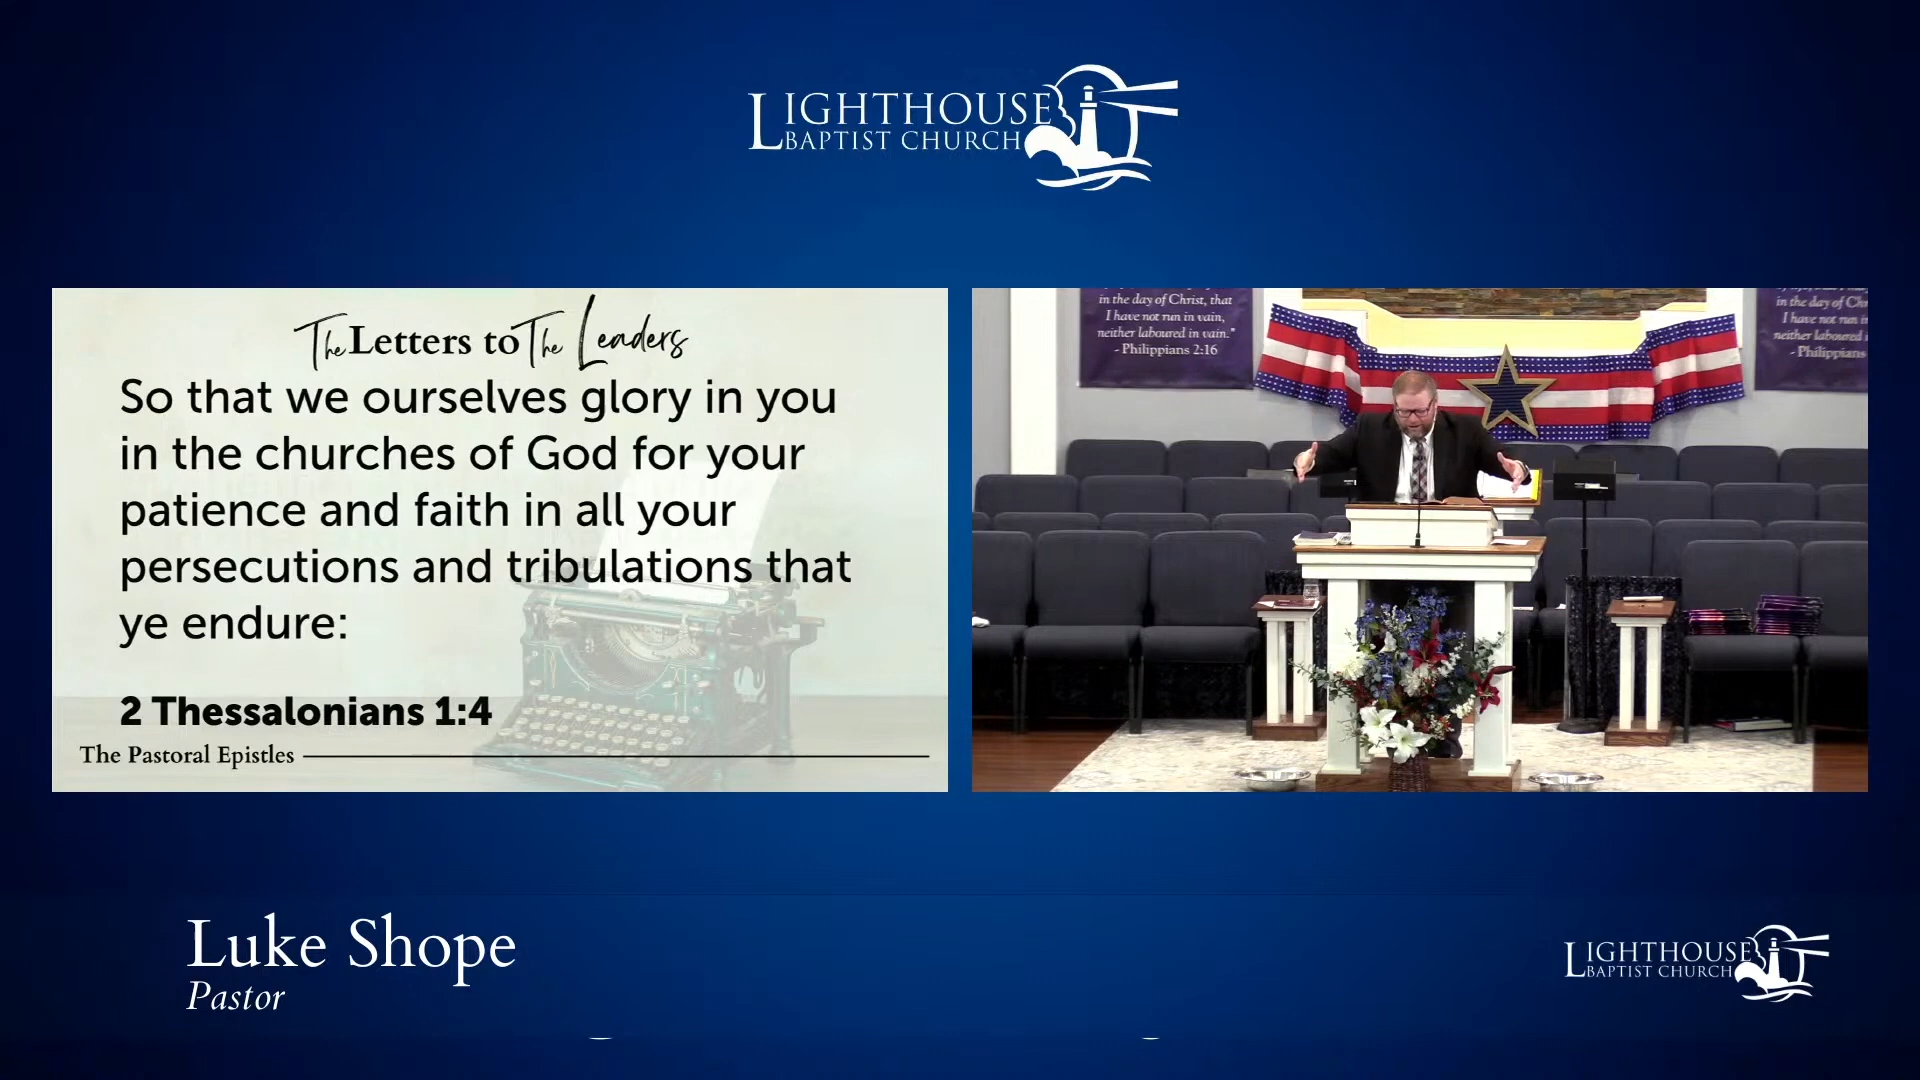 LIGHTHOUSE
BAPTIST CHURCH
The Letters to The Leaders
So that we ourselves glory in you
in the churches of God for your
patience and faith in all your
persecutions and tribulations that
ye endure:
2 Thessalonians 1:4
The Pastoral Epistles
in the day of Christ, that
I have not run in vain,
neither laboured in vain."
- Philippians 2:16
in the day of
I have not run in
neither laboured
- Philippians
Luke Shope
Pastor
LIGHTHOUSE
BAPTIST CHURCH